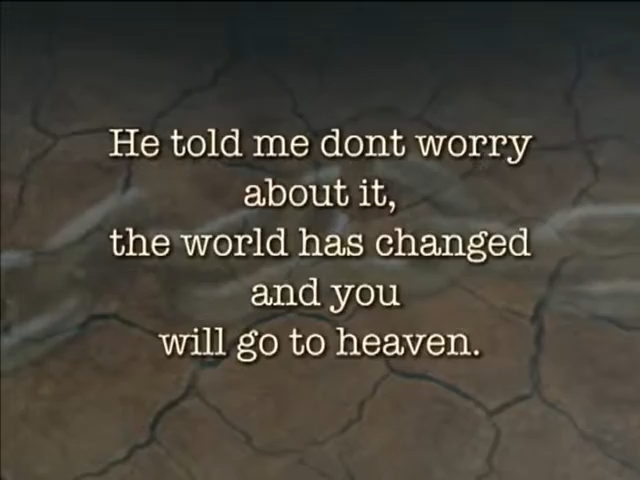 He told me dont worry
about it,
the world has changed
and you
will go to heaven.